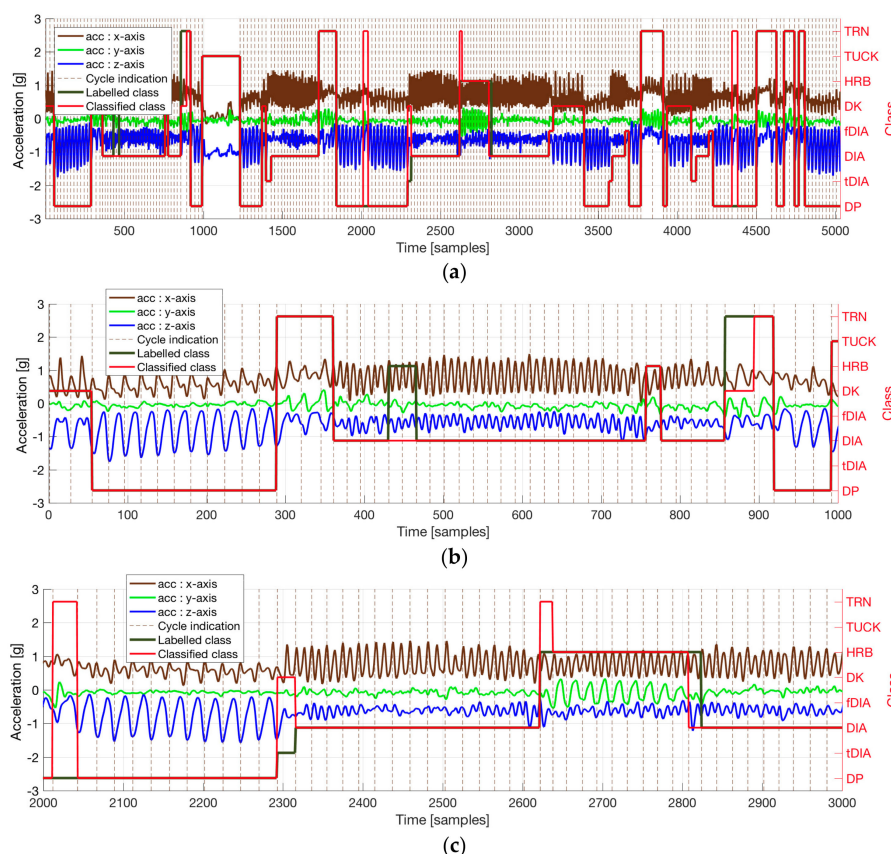 3
2
1
0
-1
-2
-3
Acceleration [g]
acc : x-axis
acc : y-axis
acc : z-axis
Cycle indication
Labelled class
Classified class
TRN
TUCK
HRB
DK
fDIA
DIA
tDIA
DP
Class
500 1000 1500 2000 2500 3000 3500 4000 4500 5000
Time [samples]
(a)
3
2
1
0
-1
-2
-3
Acceleration [g]
acc : x-axis
acc : y-axis
acc : z-axis
Cycle indication
Labelled class
Classified class
TRN
TUCK
HRB
DK
fDIA
DIA
tDIA
DP
Class
0 100 200 300 400 500 600 700 800 900 1000
Time [samples]
(b)
3
2
1
0
-1
-2
-3
Acceleration [g]
acc : x-axis
acc : y-axis
acc : z-axis
Cycle indication
Labelled class
Classified class
TRN
TUCK
HRB
DK
fDIA
DIA
tDIA
DP
Class
2000 2100 2200 2300 2400 2500 2600 2700 2800 2900 3000
Time [samples]
(c)